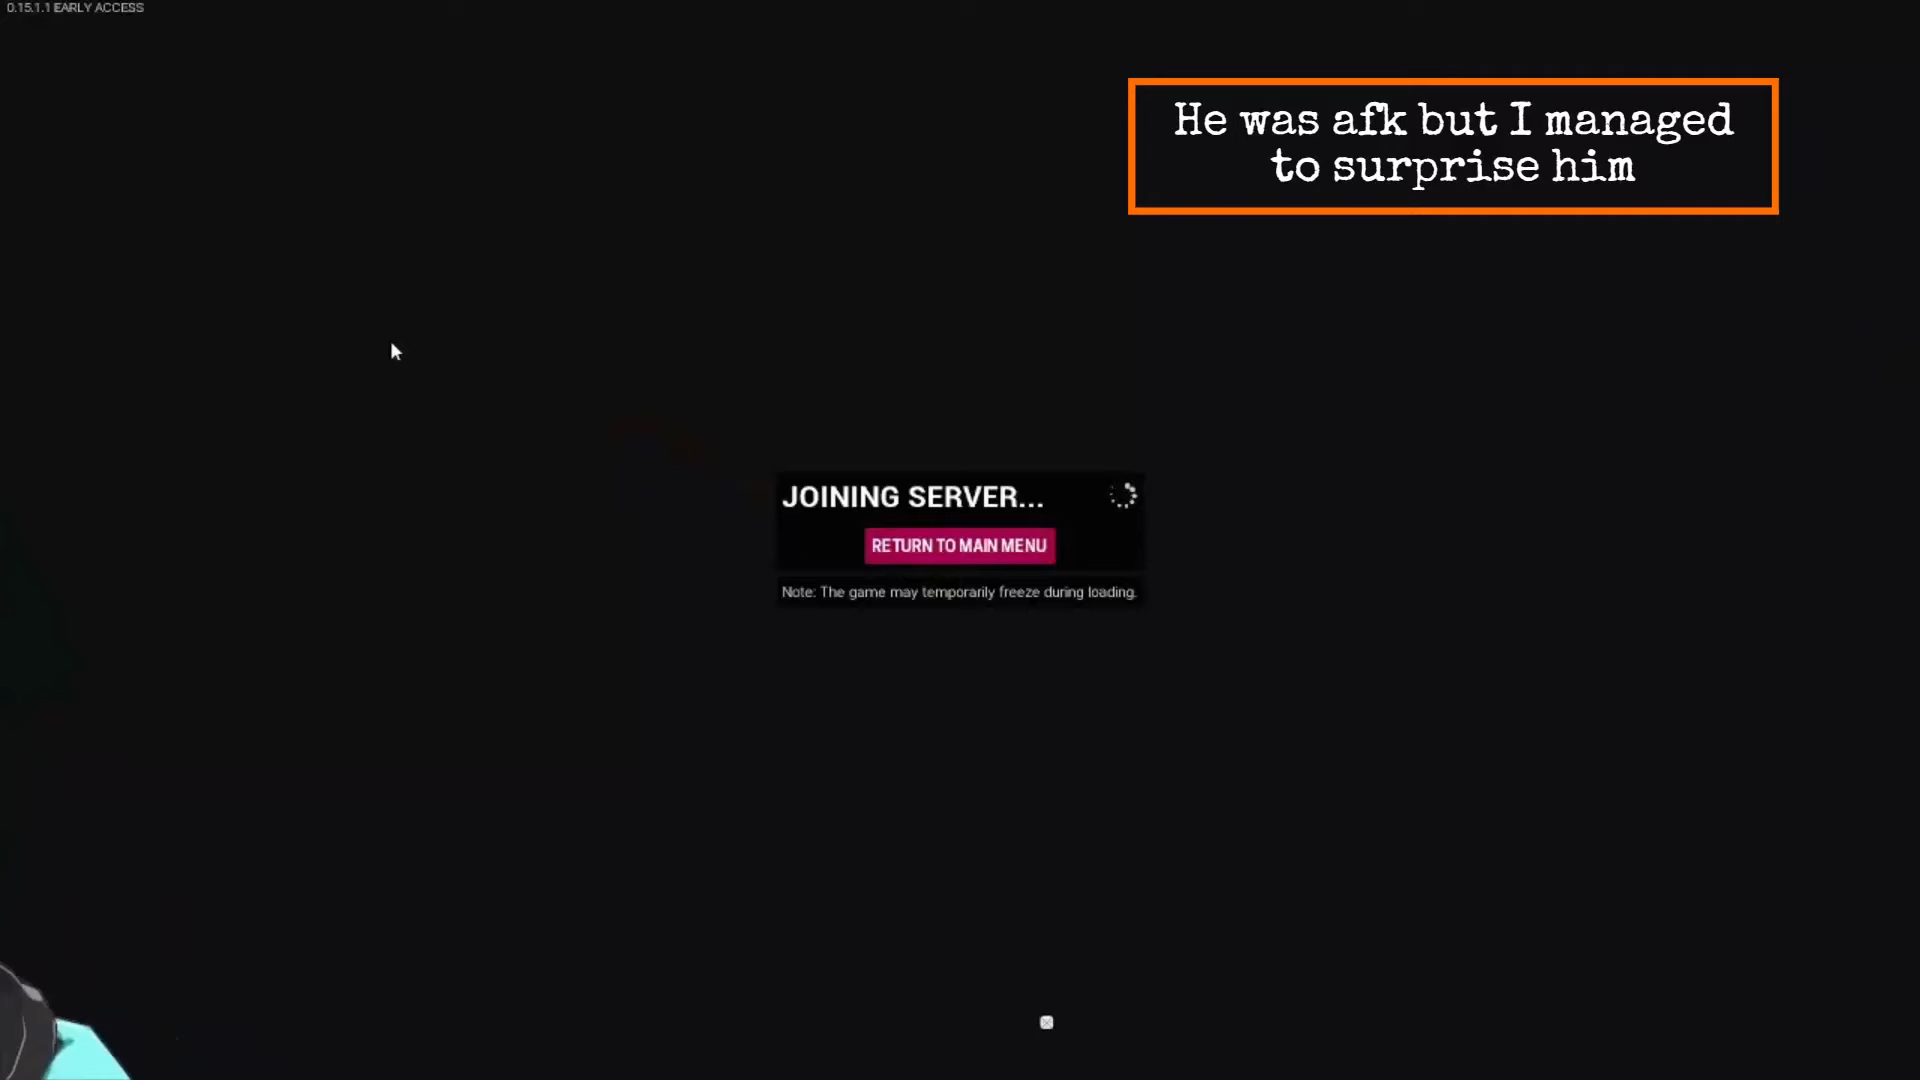 0.15.1.1 EARLY ACCESS
He was afk but I managed
to surprise him
JOINING SERVER...
RETURN TO MAIN MENU
Note: The game may temporarily freeze during loading.